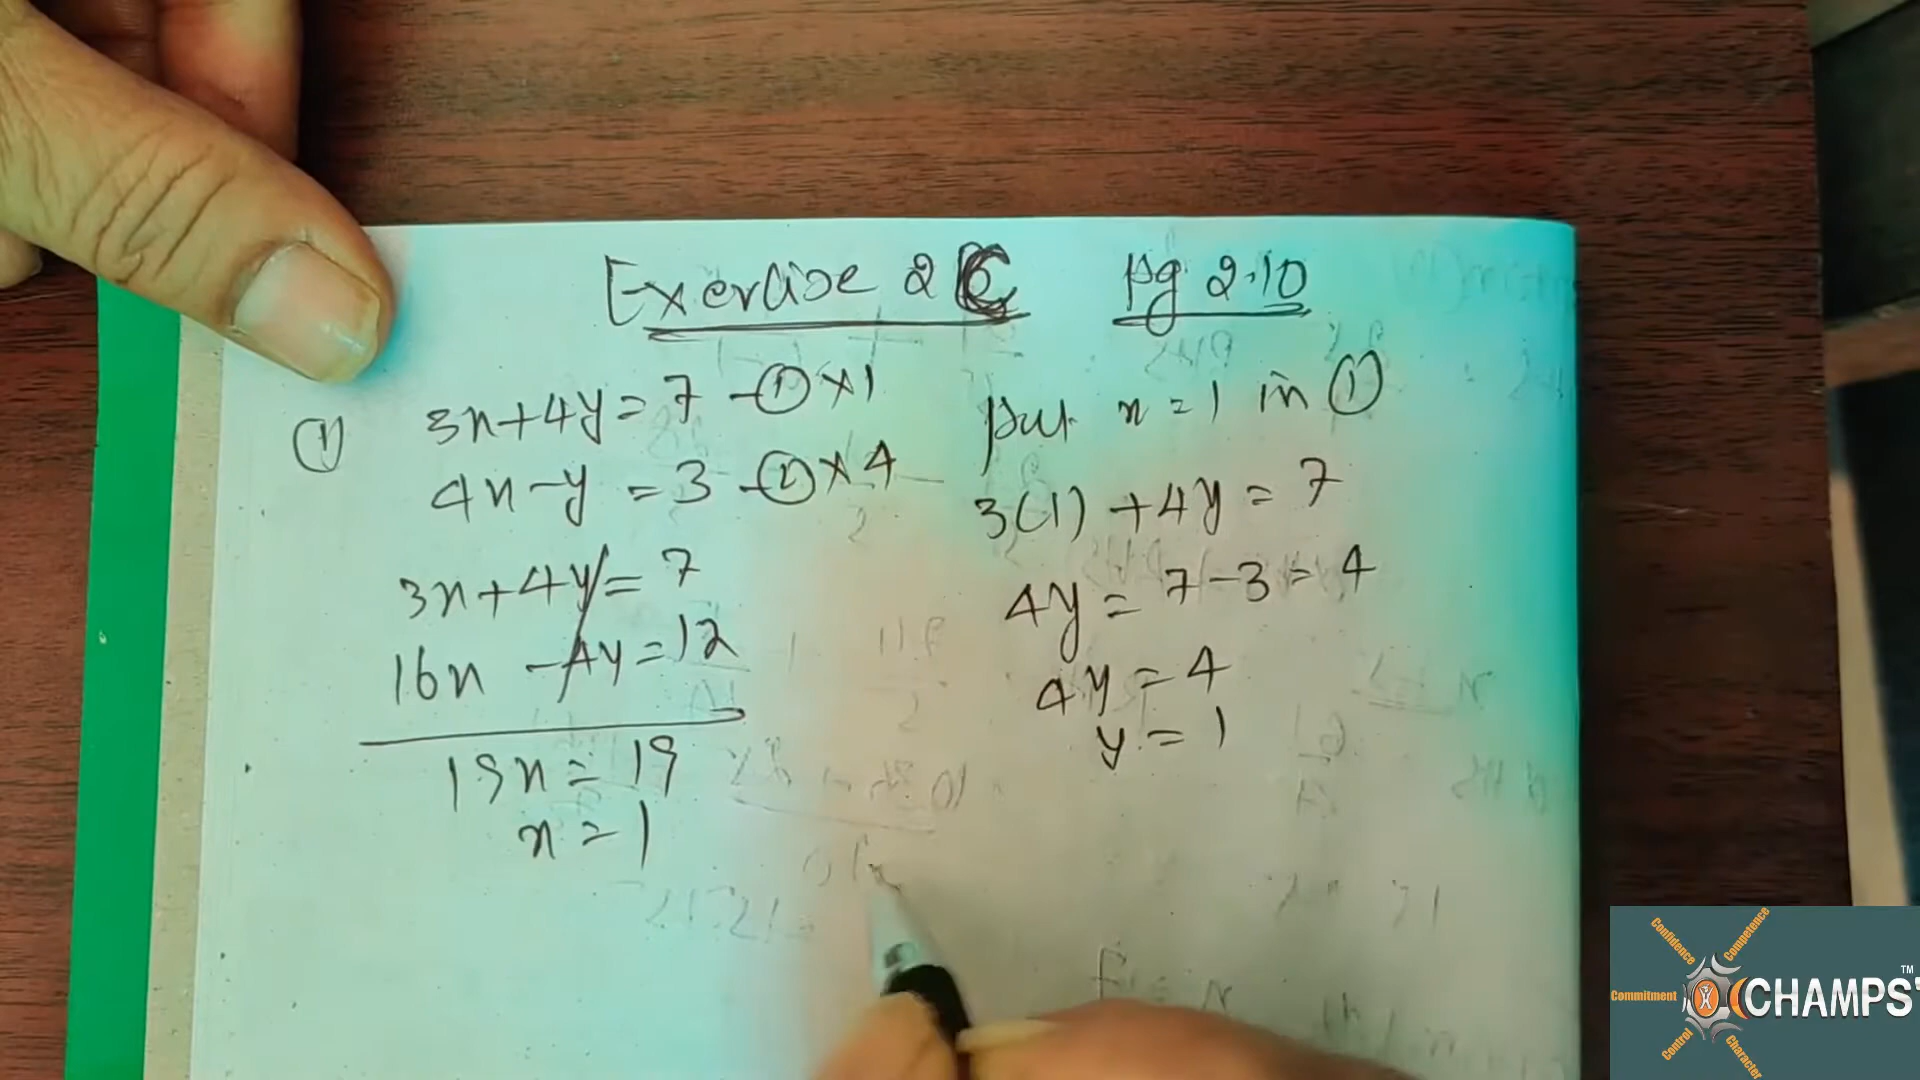 Exercise 2C pg 2.10
① 3x+4y=7 -①×1
4x-y=3 -②×4
3x+4y=7
16x-4y=12
19x=19
x=1
put x=1 in ①
3(1)+4y=7
4y=7-3=4
4y=4
y=1
Confidence
Competence
Commitment
CHAMPS™
Control
Character